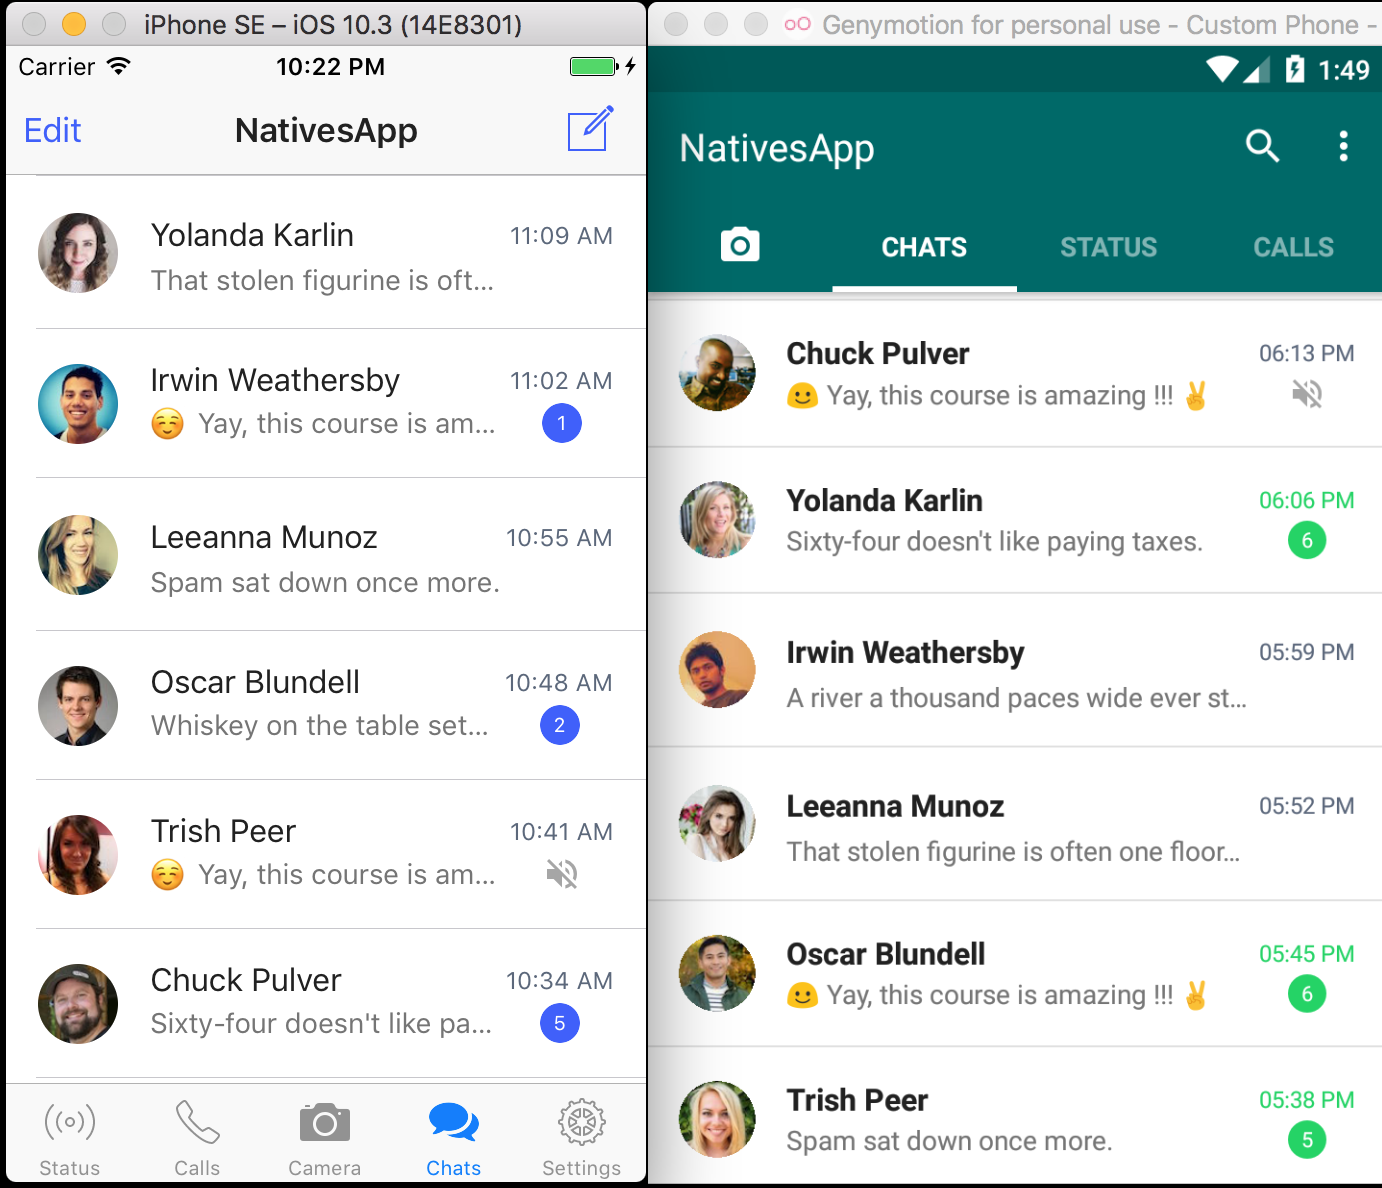 iPhone SE – iOS 10.3 (14E8301)
Carrier 10:22 PM
Edit NativesApp
Yolanda Karlin 11:09 AM
That stolen figurine is oft...
Irwin Weathersby 11:02 AM
☺️ Yay, this course is am... 1
Leeanna Munoz 10:55 AM
Spam sat down once more.
Oscar Blundell 10:48 AM
Whiskey on the table set... 2
Trish Peer 10:41 AM
☺️ Yay, this course is am...
Chuck Pulver 10:34 AM
Sixty-four doesn't like pa... 5
Status Calls Camera Chats Settings
Genymotion for personal use - Custom Phone -
1:49
NativesApp
CHATS STATUS CALLS
Chuck Pulver 06:13 PM
🙂 Yay, this course is amazing !!! ✌
Yolanda Karlin 06:06 PM
Sixty-four doesn't like paying taxes. 6
Irwin Weathersby 05:59 PM
A river a thousand paces wide ever st...
Leeanna Munoz 05:52 PM
That stolen figurine is often one floor...
Oscar Blundell 05:45 PM
🙂 Yay, this course is amazing !!! ✌ 6
Trish Peer 05:38 PM
Spam sat down once more. 5